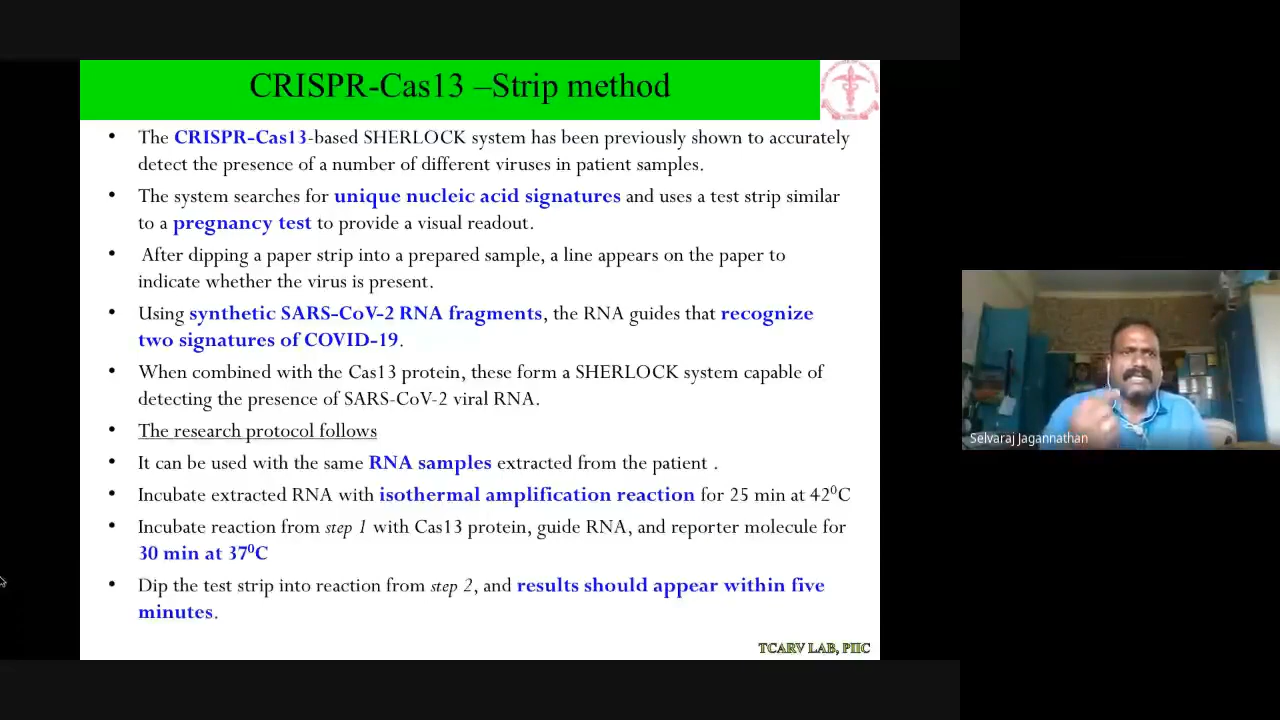 CRISPR-Cas13 –Strip method
• The CRISPR-Cas13-based SHERLOCK system has been previously shown to accurately
detect the presence of a number of different viruses in patient samples.
• The system searches for unique nucleic acid signatures and uses a test strip similar
to a pregnancy test to provide a visual readout.
• After dipping a paper strip into a prepared sample, a line appears on the paper to
indicate whether the virus is present.
• Using synthetic SARS-CoV-2 RNA fragments, the RNA guides that recognize
two signatures of COVID-19.
• When combined with the Cas13 protein, these form a SHERLOCK system capable of
detecting the presence of SARS-CoV-2 viral RNA.
• The research protocol follows
• It can be used with the same RNA samples extracted from the patient .
• Incubate extracted RNA with isothermal amplification reaction for 25 min at 42⁰C
• Incubate reaction from step 1 with Cas13 protein, guide RNA, and reporter molecule for
30 min at 37⁰C
• Dip the test strip into reaction from step 2, and results should appear within five
minutes.
TCARV LAB, PIIC
Selvaraj Jagannathan